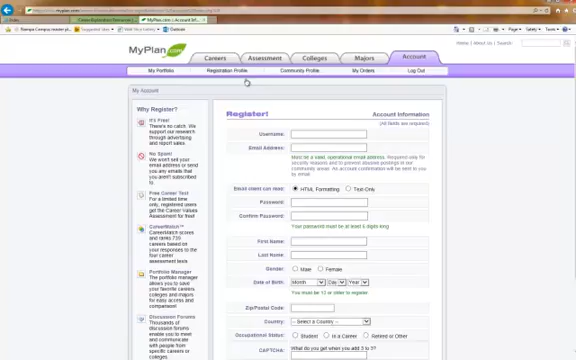 MyPlan.com
Home | About Us | Search:
Careers
Assessment
Colleges
Majors
Account
My Portfolio
Registration Profile
Community Profile
My Orders
Log Out
My Account
Why Register?
It's Free!
There's no catch. We
support our research
through advertising
and report sales.
No Spam!
We won't sell your
email address or send
you any emails that
you aren't subscribed
to.
Free Career Test
For a limited time
only, registered users
get the Career Values
Assessment for free!
CareerMatch™
CareerMatch scores
and ranks 739
careers based on
your responses to the
four career
assessment tests
Portfolio Manager
The portfolio manager
allows you to save
your favorite careers
colleges and majors
for easy access and
comparison!
Discussion Forums
Thousands of
discussion forums
enable you to meet
and communicate
with people from
specific careers or
colleges.
Register!
Account Information
(All fields are required)
Username:
Email Address:
Must be a valid, operational email address. Required only for
security reasons and to prevent abusive postings in our
community areas. An account confirmation will be sent to you
by email
Email client can read:
HTML Formatting
Text-Only
Password:
Confirm Password:
Your password must be at least 6 digits long
First Name:
Last Name:
Gender:
Male
Female
Date of Birth:
Month
Day
Year
You must be 13 or older to register
Zip/Postal Code:
Country:
-- Select a Country --
Occupational Status:
Student
In a Career
Retired or Other
CAPTCHA:
What do you get when you add 3 to 3?